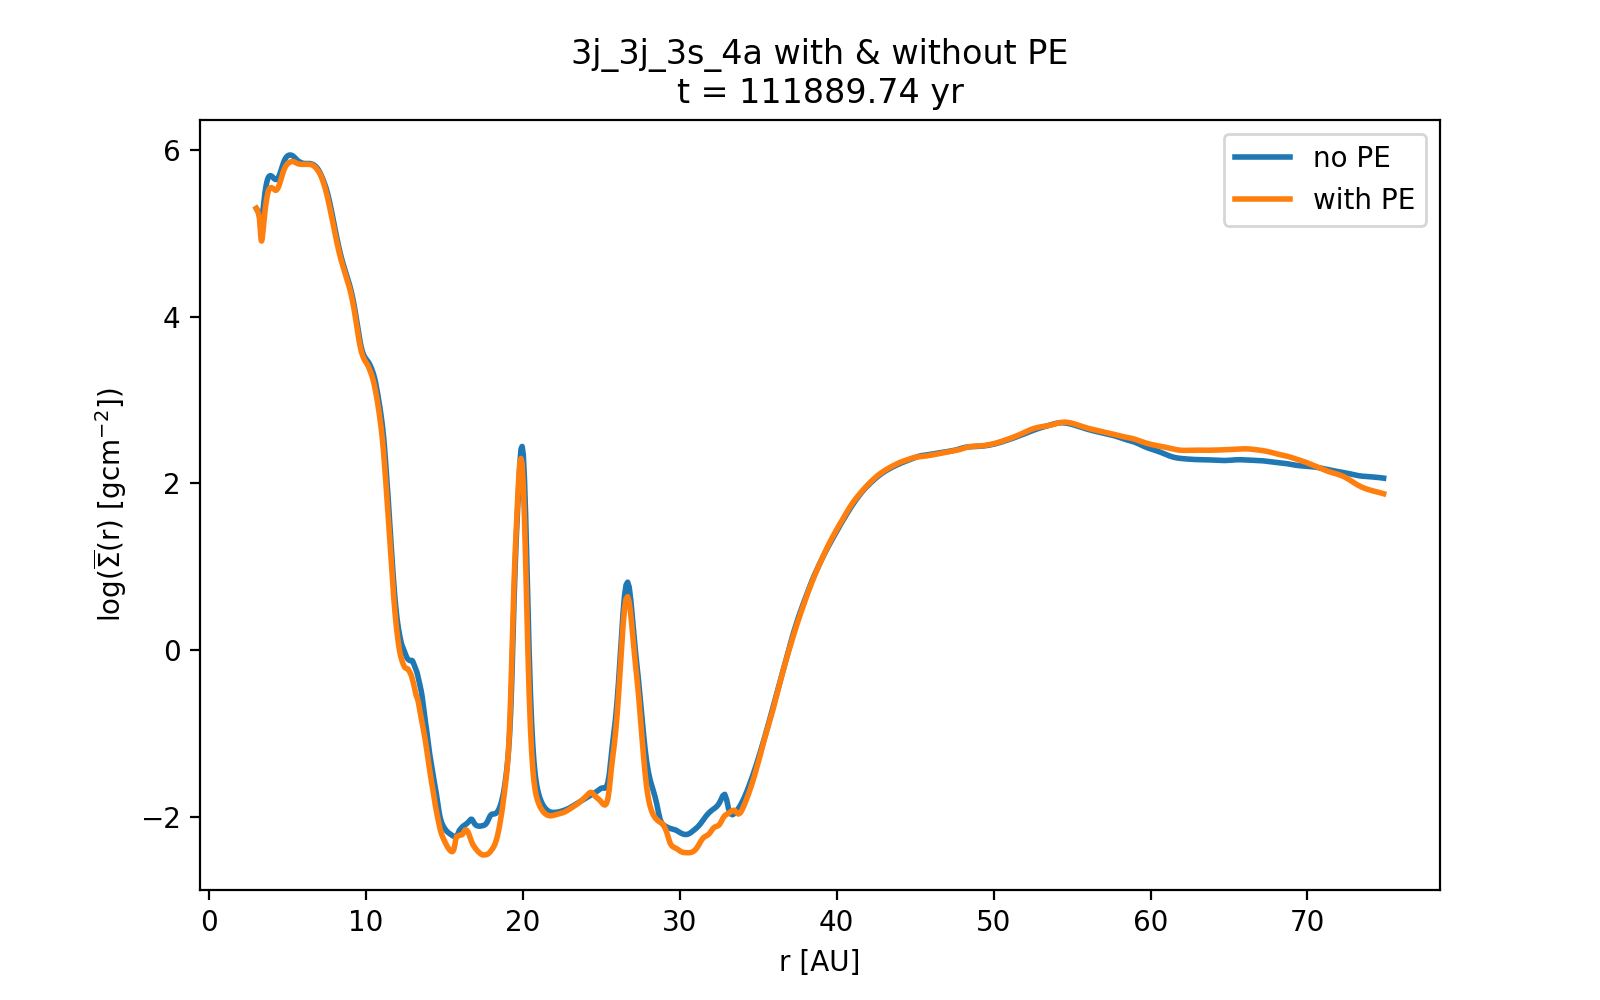 3j_3j_3s_4a with & without PE
t = 111889.74 yr
no PE
with PE
6
4
2
0
−2
log(Σ̅(r) [gcm⁻²])
0 10 20 30 40 50 60 70
r [AU]